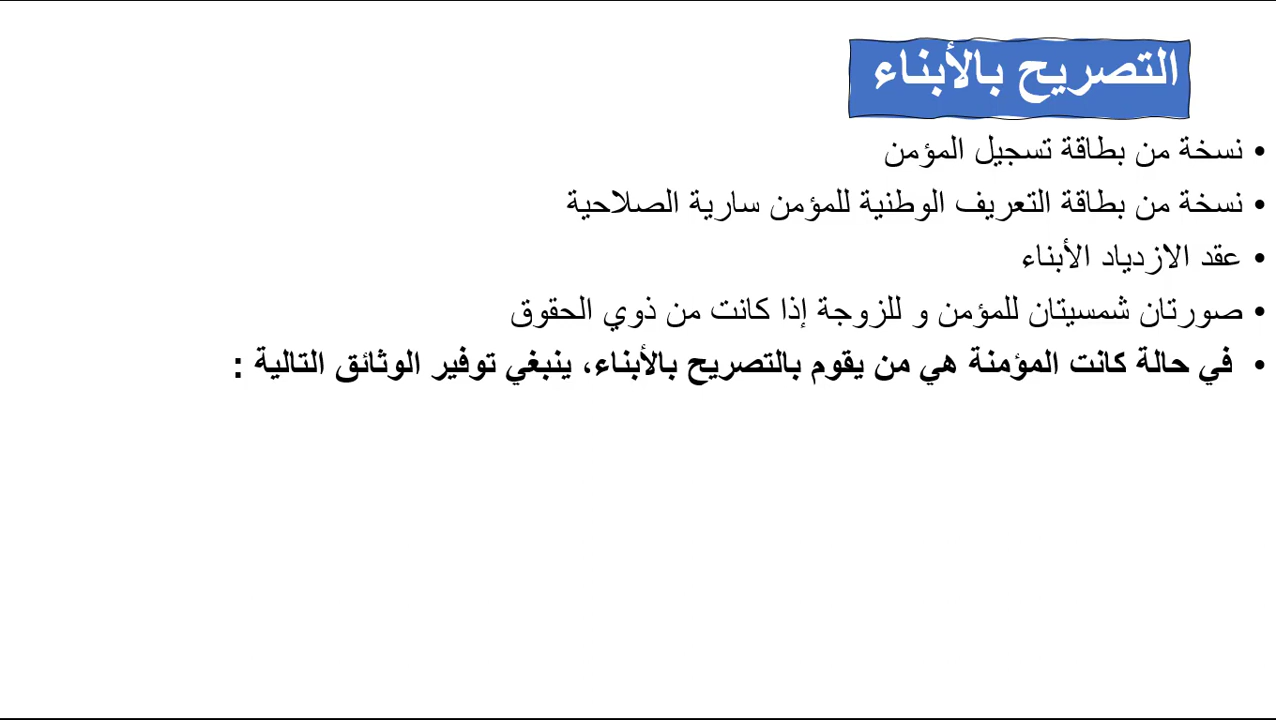 التصريح بالأبناء
• نسخة من بطاقة تسجيل المؤمن
• نسخة من بطاقة التعريف الوطنية للمؤمن سارية الصلاحية
• عقد الازدياد الأبناء
• صورتان شمسيتان للمؤمن و للزوجة إذا كانت من ذوي الحقوق
• في حالة كانت المؤمنة هي من يقوم بالتصريح بالأبناء، ينبغي توفير الوثائق التالية :